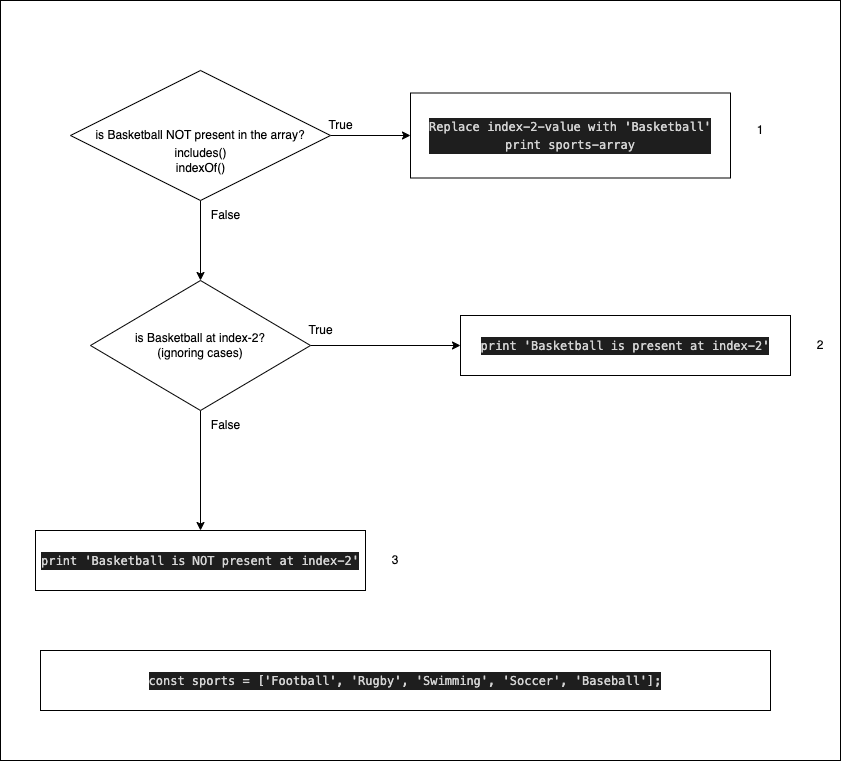 is Basketball NOT present in the array?
includes()
indexOf()
True
Replace index-2-value with 'Basketball'
print sports-array
1
False
is Basketball at index-2?
(ignoring cases)
True
print 'Basketball is present at index-2'
2
False
print 'Basketball is NOT present at index-2'
3
const sports = ['Football', 'Rugby', 'Swimming', 'Soccer', 'Baseball'];